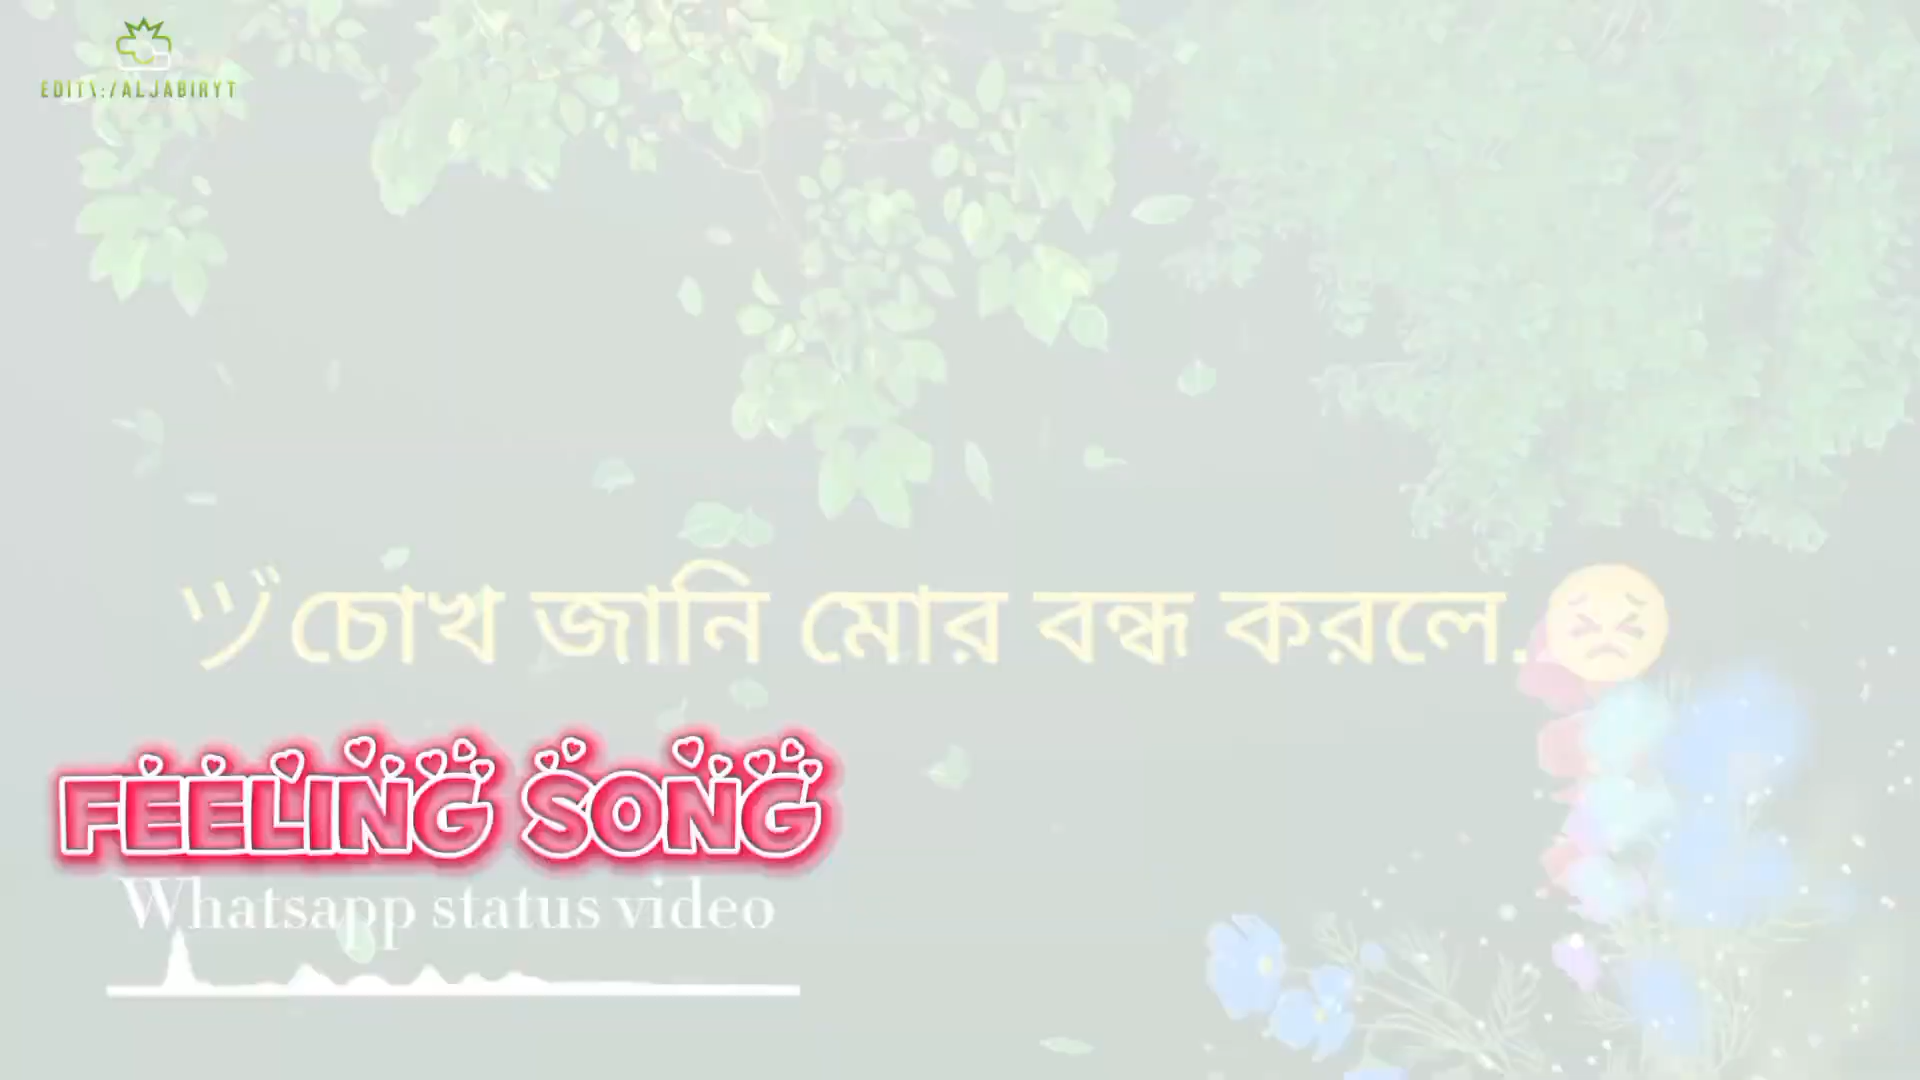 EDIT\:/ALJABIRYT
ツ চোখ জানি মোর বন্ধ করলে.😣
FEELING SONG
Whatsapp status video